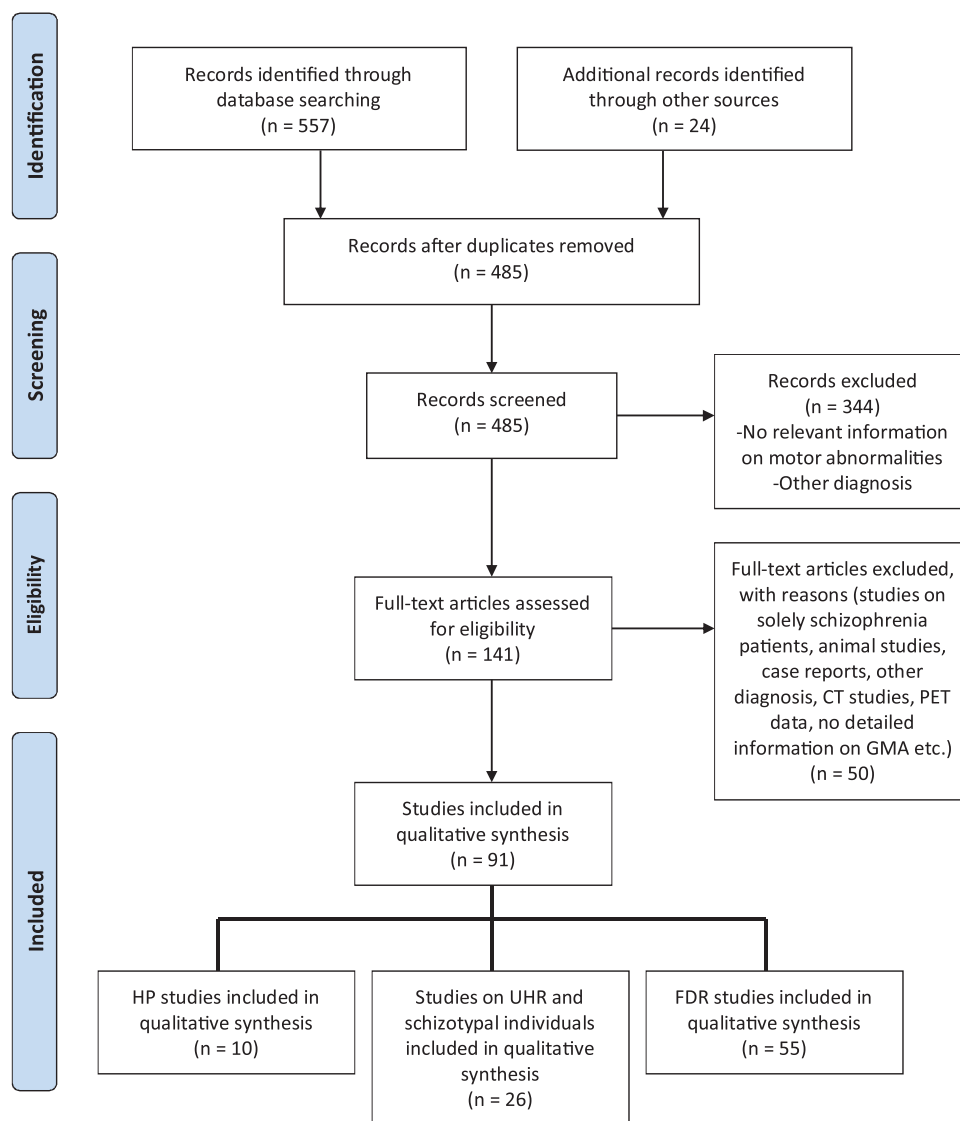 Identification
Records identified through
database searching
(n = 557)
Additional records identified
through other sources
(n = 24)
Records after duplicates removed
(n = 485)
Screening
Records screened
(n = 485)
Records excluded
(n = 344)
-No relevant information
on motor abnormalities
-Other diagnosis
Eligibility
Full-text articles assessed
for eligibility
(n = 141)
Full-text articles excluded,
with reasons (studies on
solely schizophrenia
patients, animal studies,
case reports, other
diagnosis, CT studies, PET
data, no detailed
information on GMA etc.)
(n = 50)
Included
Studies included in
qualitative synthesis
(n = 91)
HP studies included in
qualitative synthesis
(n = 10)
Studies on UHR and
schizotypal individuals
included in qualitative
synthesis
(n = 26)
FDR studies included in
qualitative synthesis
(n = 55)